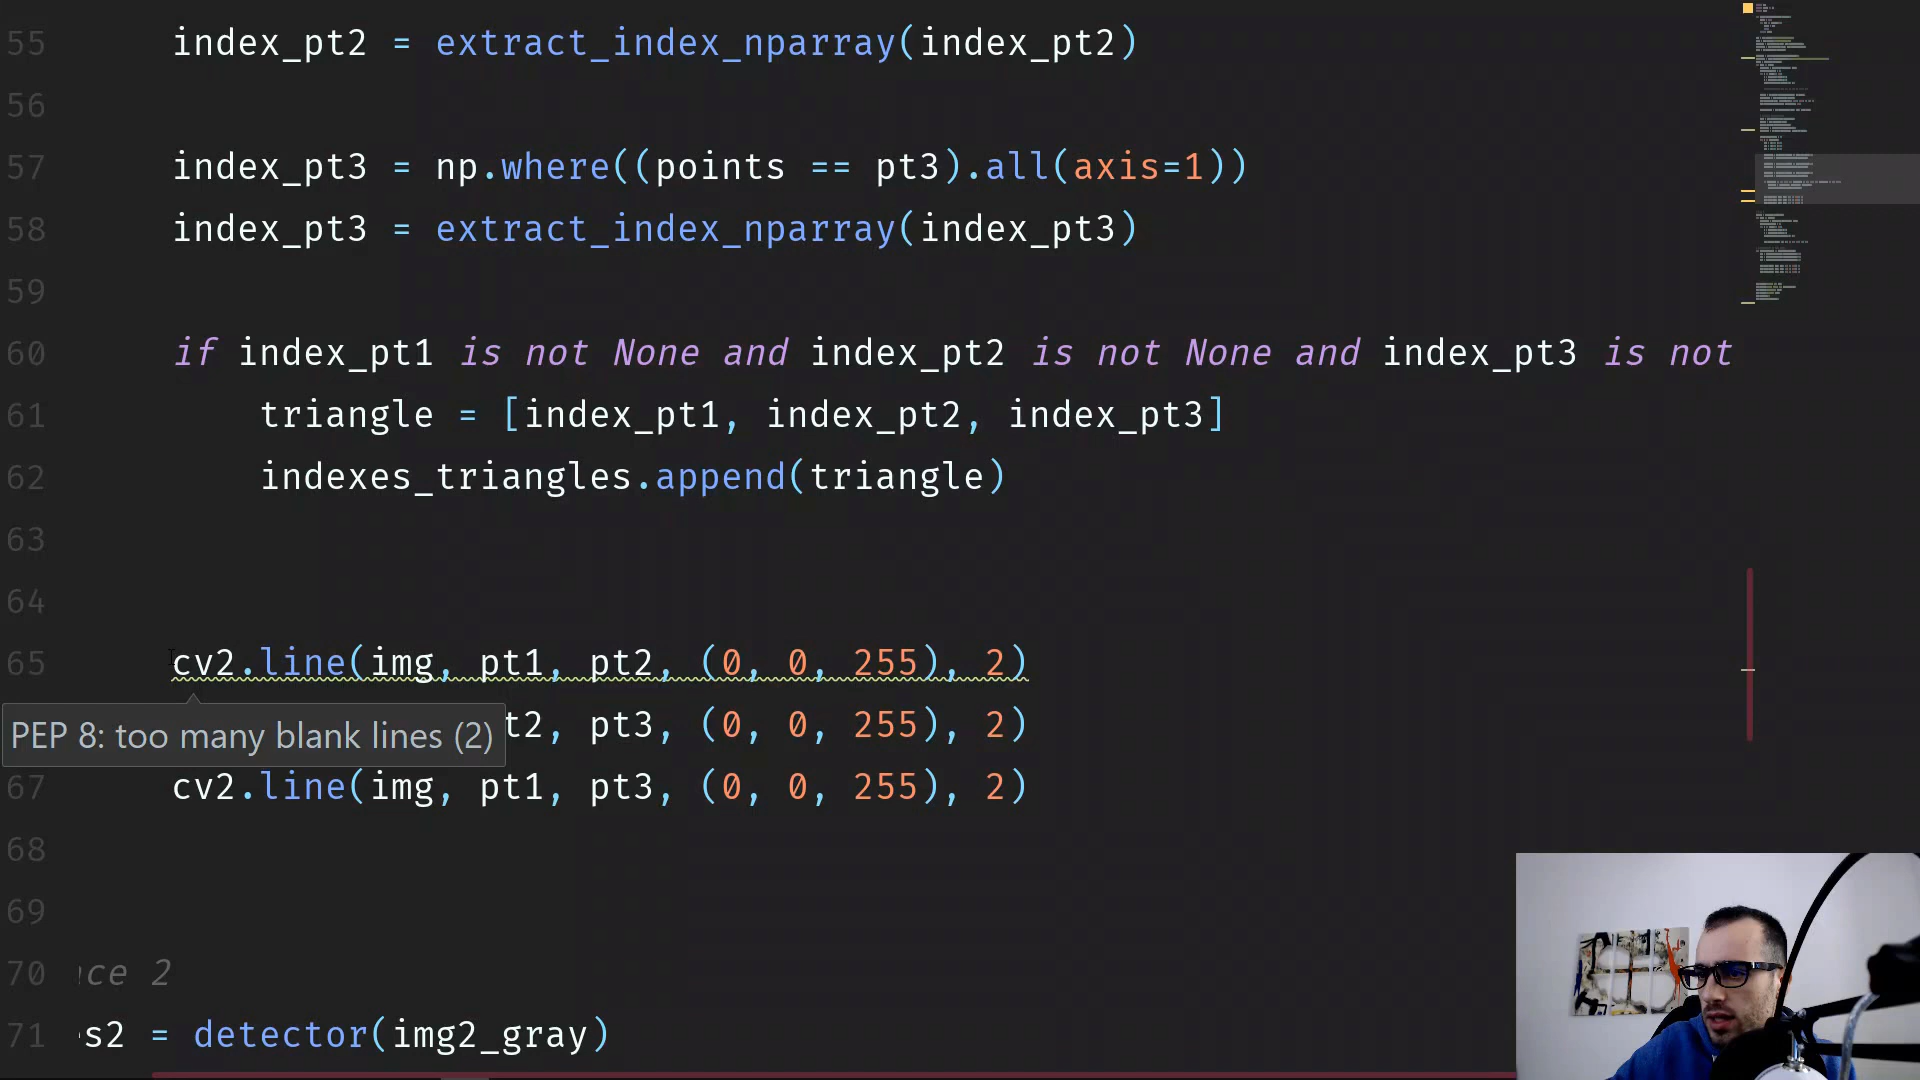 55 index_pt2 = extract_index_nparray(index_pt2)
56
57 index_pt3 = np.where((points == pt3).all(axis=1))
58 index_pt3 = extract_index_nparray(index_pt3)
59
60 if index_pt1 is not None and index_pt2 is not None and index_pt3 is not
61 triangle = [index_pt1, index_pt2, index_pt3]
62 indexes_triangles.append(triangle)
63
64
65 cv2.line(img, pt1, pt2, (0, 0, 255), 2)
PEP 8: too many blank lines (2) t2, pt3, (0, 0, 255), 2)
67 cv2.line(img, pt1, pt3, (0, 0, 255), 2)
68
69
70 ce 2
71 s2 = detector(img2_gray)